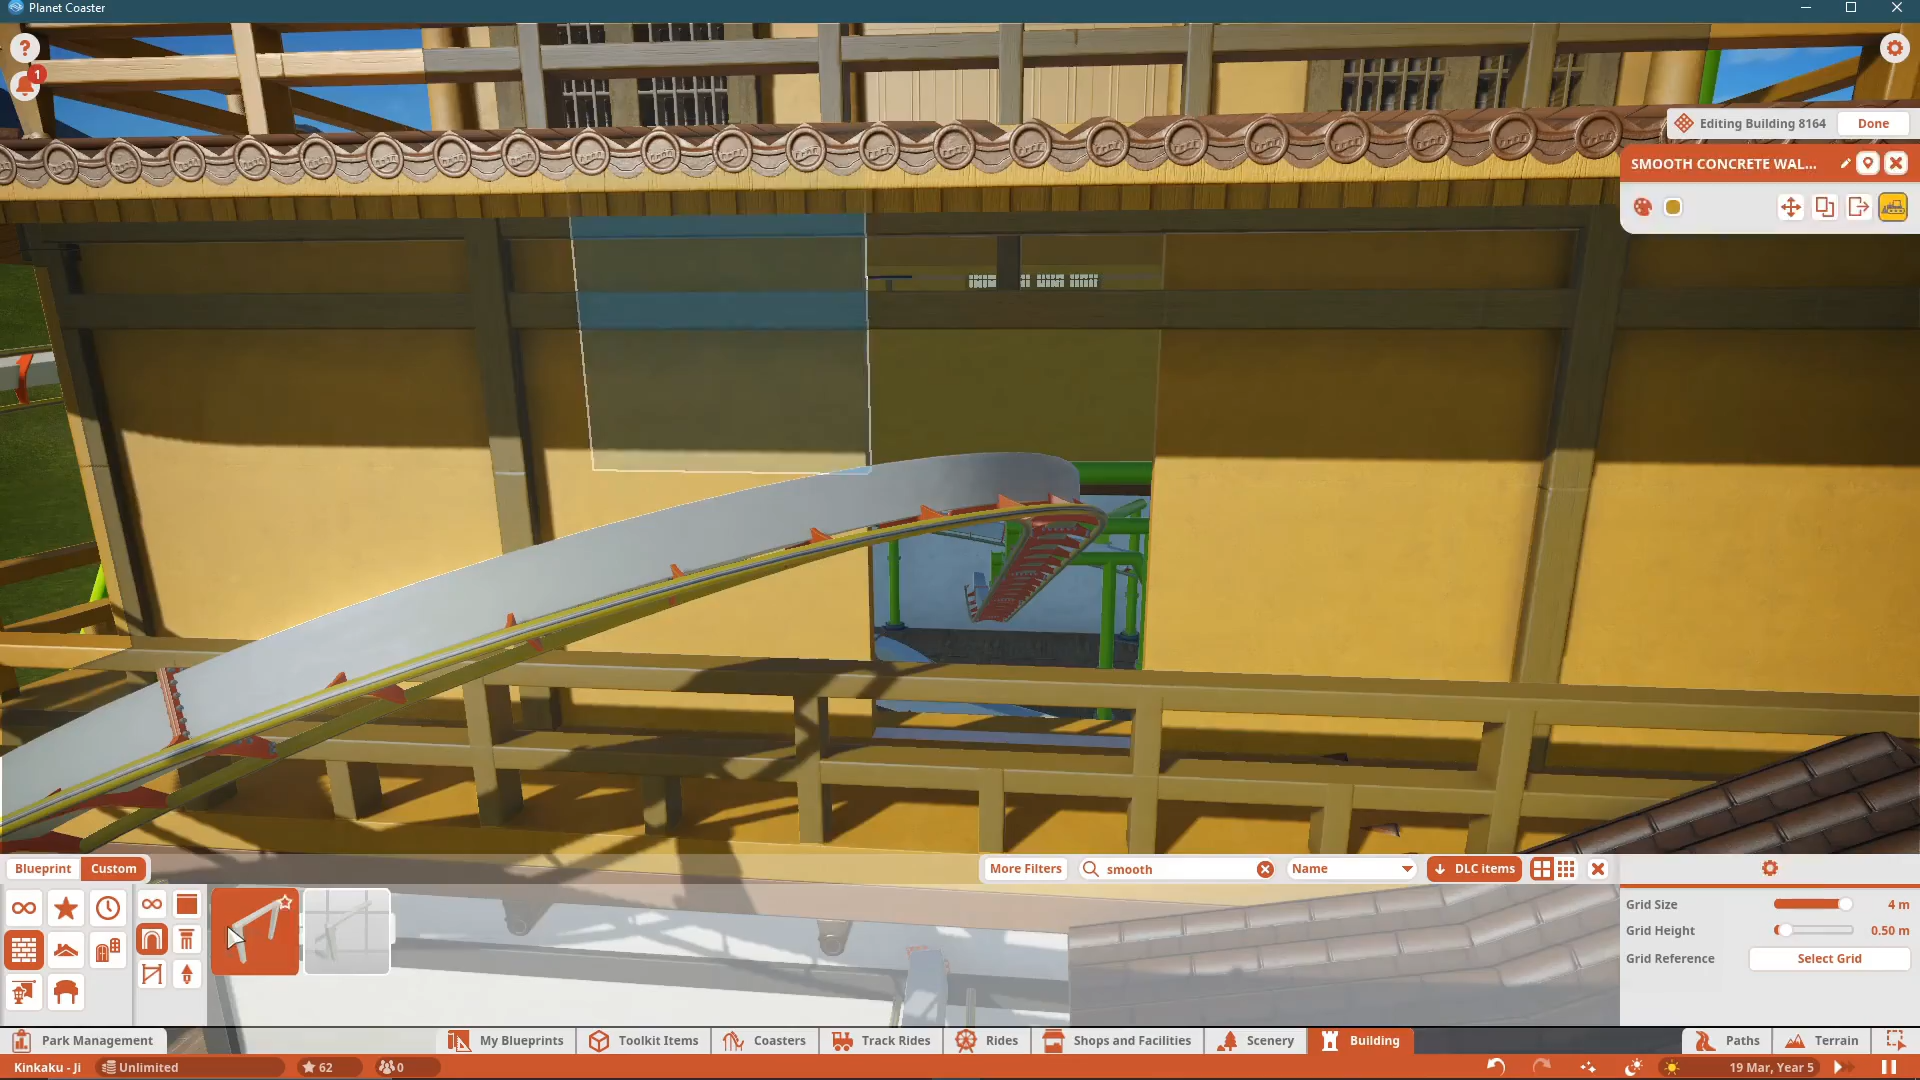 Planet Coaster
?
1
Editing Building 8164
Done
SMOOTH CONCRETE WAL...
Blueprint
Custom
More Filters
smooth
Name
DLC items
Grid Size
4 m
Grid Height
0.50 m
Grid Reference
Select Grid
Park Management
My Blueprints
Toolkit Items
Coasters
Track Rides
Rides
Shops and Facilities
Scenery
Building
Paths
Terrain
Kinkaku - Ji
Unlimited
62
0
19 Mar, Year 5